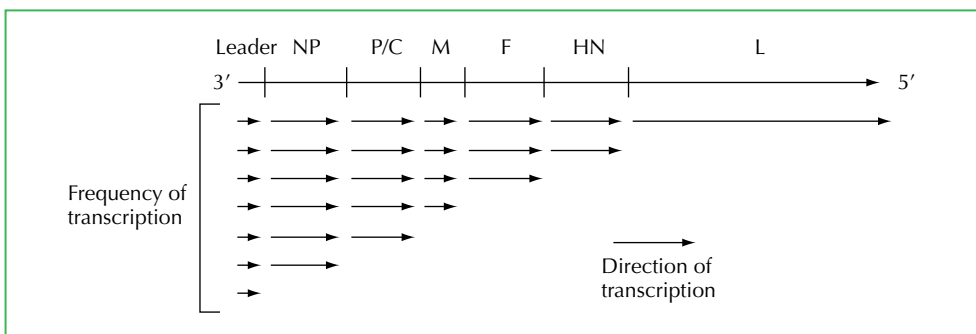 Leader NP P/C M F HN L
3′ 5′
Frequency of
transcription
Direction of
transcription